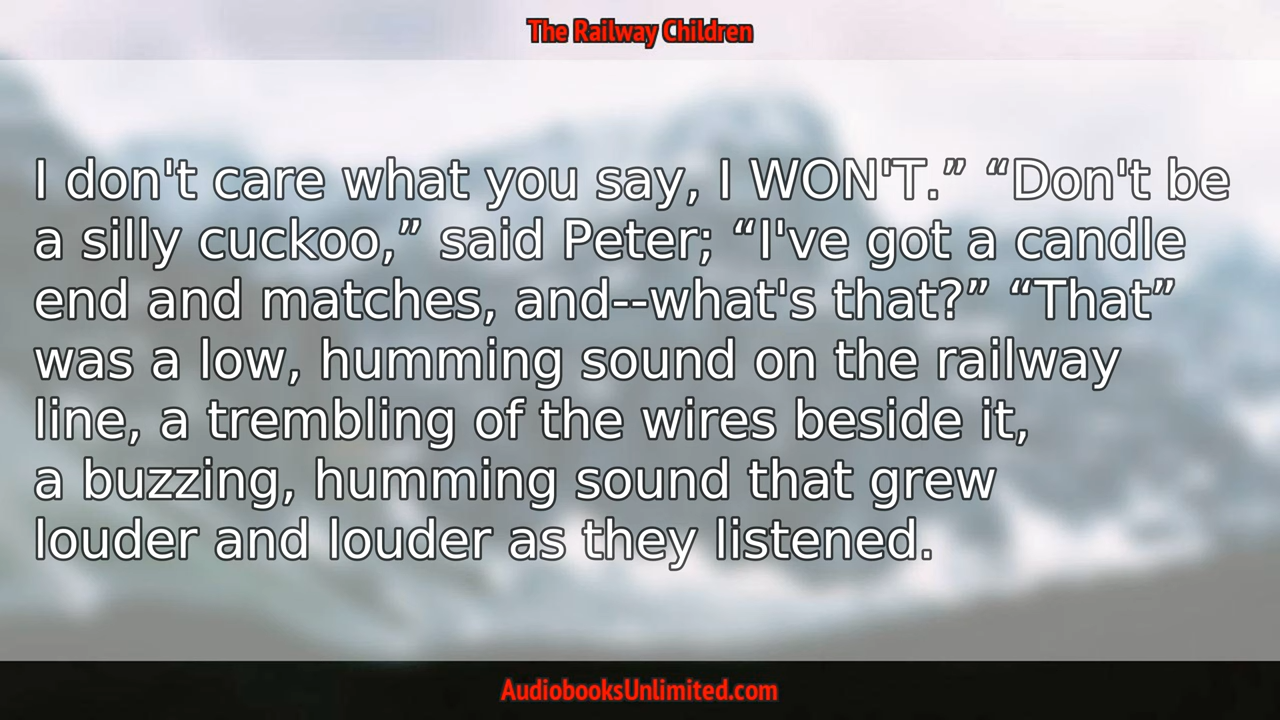 The Railway Children
I don't care what you say, I WON'T.” “Don't be
a silly cuckoo,” said Peter; “I've got a candle
end and matches, and--what's that?” “That”
was a low, humming sound on the railway
line, a trembling of the wires beside it,
a buzzing, humming sound that grew
louder and louder as they listened.
AudiobooksUnlimited.com